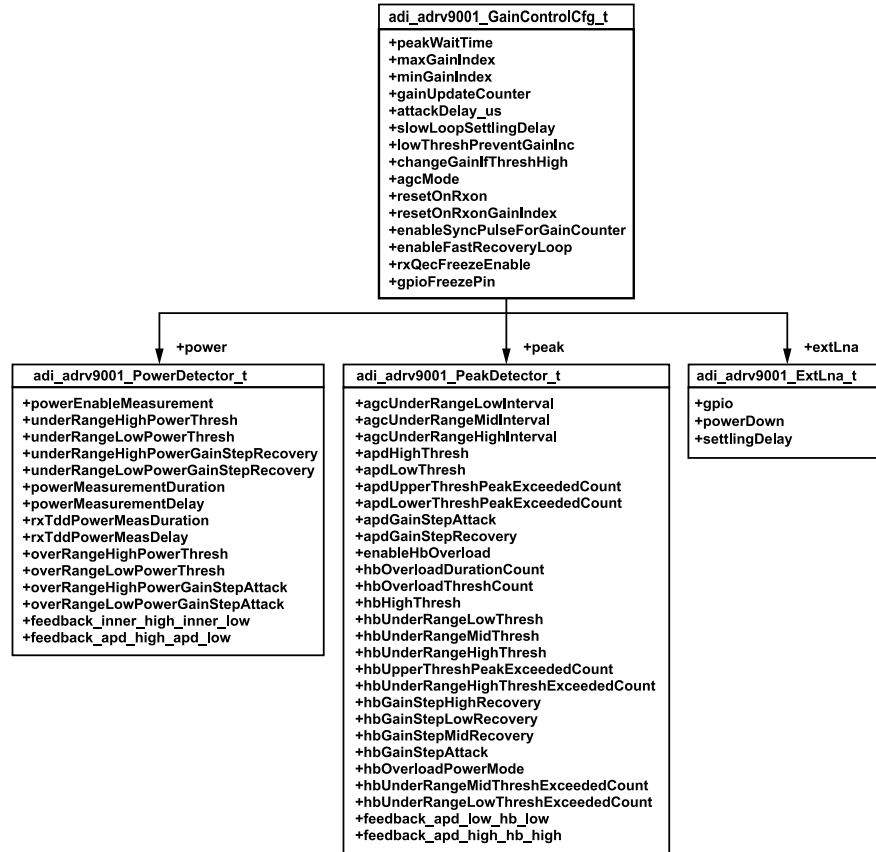 adi_adrv9001_GainControlCfg_t
+peakWaitTime
+maxGainIndex
+minGainIndex
+gainUpdateCounter
+attackDelay_us
+slowLoopSettlingDelay
+lowThreshPreventGainInc
+changeGainIfThreshHigh
+agcMode
+resetOnRxon
+resetOnRxonGainIndex
+enableSyncPulseForGainCounter
+enableFastRecoveryLoop
+rxQecFreezeEnable
+gpioFreezePin
+power
adi_adrv9001_PowerDetector_t
+powerEnableMeasurement
+underRangeHighPowerThresh
+underRangeLowPowerThresh
+underRangeHighPowerGainStepRecovery
+underRangeLowPowerGainStepRecovery
+powerMeasurementDuration
+powerMeasurementDelay
+rxTddPowerMeasDuration
+rxTddPowerMeasDelay
+overRangeHighPowerThresh
+overRangeLowPowerThresh
+overRangeHighPowerGainStepAttack
+overRangeLowPowerGainStepAttack
+feedback_inner_high_inner_low
+feedback_apd_high_apd_low
+peak
adi_adrv9001_PeakDetector_t
+agcUnderRangeLowInterval
+agcUnderRangeMidInterval
+agcUnderRangeHighInterval
+apdHighThresh
+apdLowThresh
+apdUpperThreshPeakExceededCount
+apdLowerThreshPeakExceededCount
+apdGainStepAttack
+apdGainStepRecovery
+enableHbOverload
+hbOverloadDurationCount
+hbOverloadThreshCount
+hbHighThresh
+hbUnderRangeLowThresh
+hbUnderRangeMidThresh
+hbUnderRangeHighThresh
+hbUpperThreshPeakExceededCount
+hbUnderRangeHighThreshExceededCount
+hbGainStepHighRecovery
+hbGainStepLowRecovery
+hbGainStepMidRecovery
+hbGainStepAttack
+hbOverloadPowerMode
+hbUnderRangeMidThreshExceededCount
+hbUnderRangeLowThreshExceededCount
+feedback_apd_low_hb_low
+feedback_apd_high_hb_high
+extLna
adi_adrv9001_ExtLna_t
+gpio
+powerDown
+settlingDelay